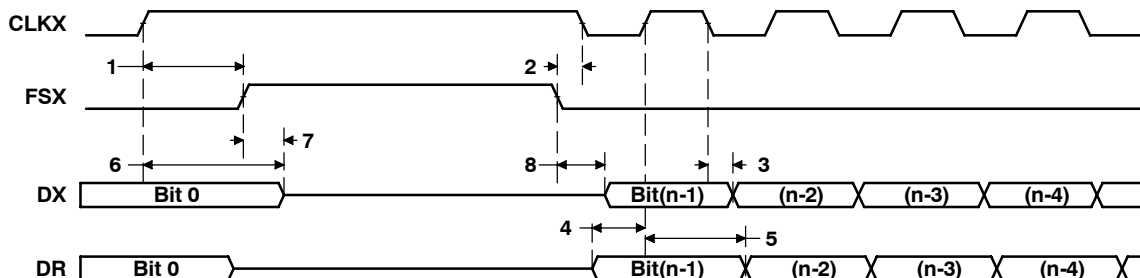 CLKX
1 2
FSX
7
6 8 3
DX Bit 0 Bit(n-1) (n-2) (n-3) (n-4)
4 5
DR Bit 0 Bit(n-1) (n-2) (n-3) (n-4)